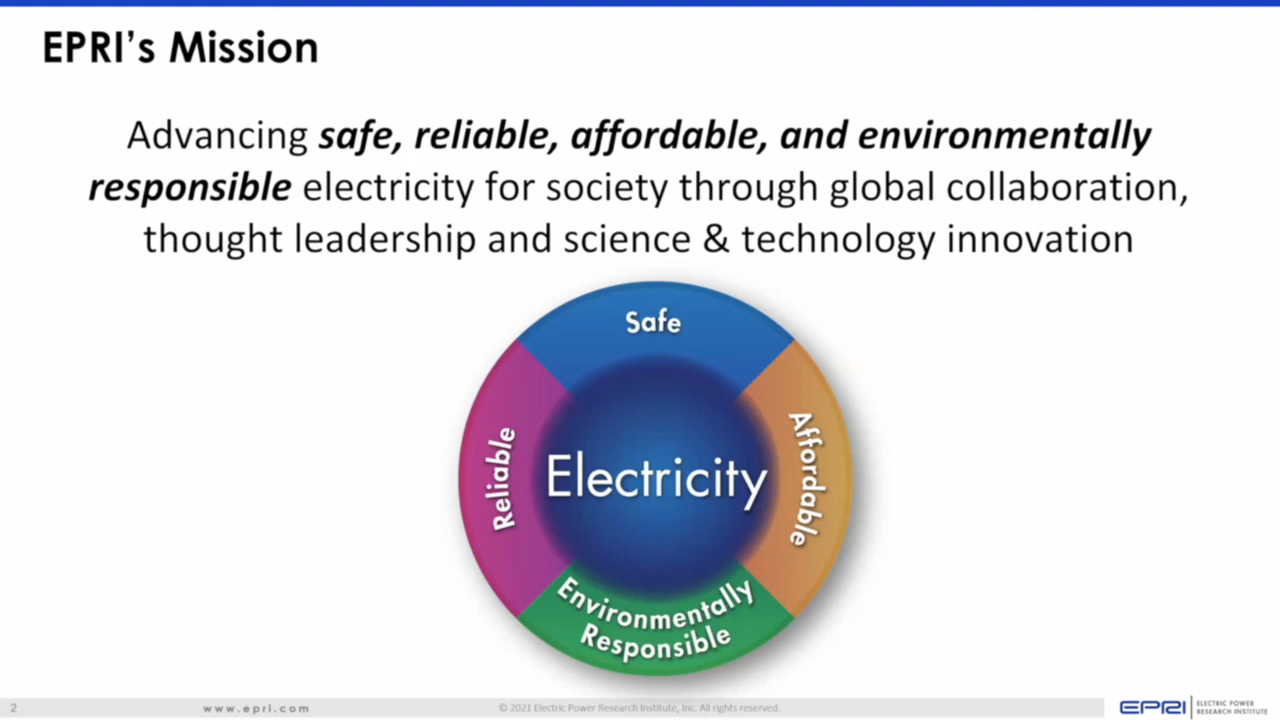 EPRI's Mission
Advancing safe, reliable, affordable, and environmentally
responsible electricity for society through global collaboration,
thought leadership and science & technology innovation
Safe
Reliable
Electricity
Affordable
Environmentally
Responsible
2
www.epri.com
© 2021 Electric Power Research Institute, Inc. All rights reserved.
EPRI
ELECTRIC POWER
RESEARCH INSTITUTE